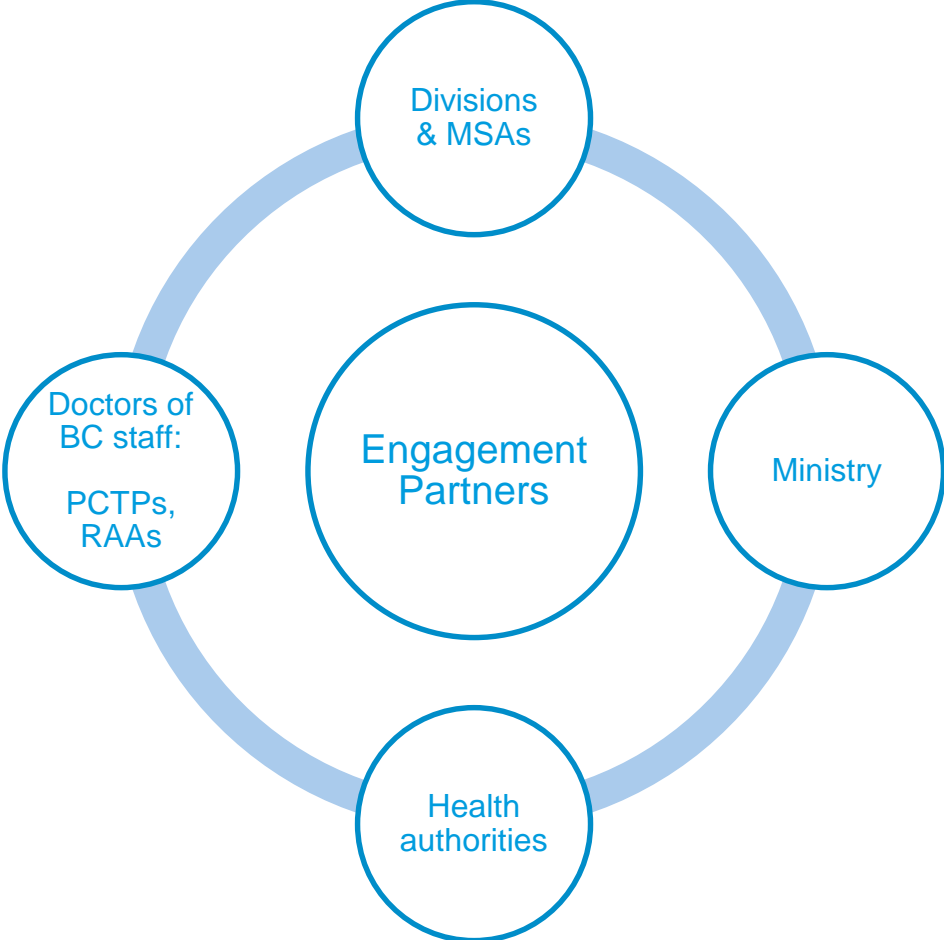 Divisions
& MSAs
Doctors of
BC staff:
PCTPs,
RAAs
Engagement
Partners
Ministry
Health
authorities